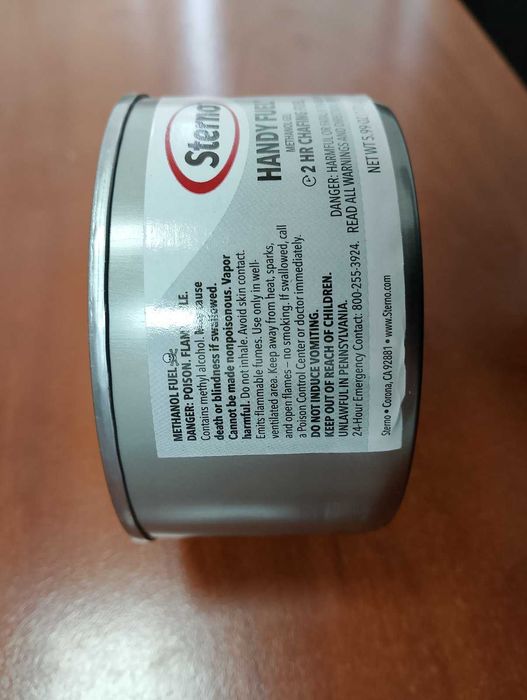 Sterno
HANDY FUEL
METHANOL GEL
2 HR CHAFING FUEL
DANGER: HARMFUL OR
READ ALL WARNINGS AND
NET WT 5.99 OZ
METHANOL FUEL
DANGER: POISON. FLAMMABLE.
Contains methyl alcohol. May cause
death or blindness if swallowed.
Cannot be made nonpoisonous. Vapor
harmful. Do not inhale. Avoid skin contact.
Emits flammable fumes. Use only in well-
ventilated area. Keep away from heat, sparks,
and open flames – no smoking. If swallowed, call
a Poison Control Center or doctor immediately.
DO NOT INDUCE VOMITING.
KEEP OUT OF REACH OF CHILDREN.
UNLAWFUL IN PENNSYLVANIA.
24-Hour Emergency Contact: 800-255-3924.
Sterno • Corona, CA 92881 • www.Sterno.com